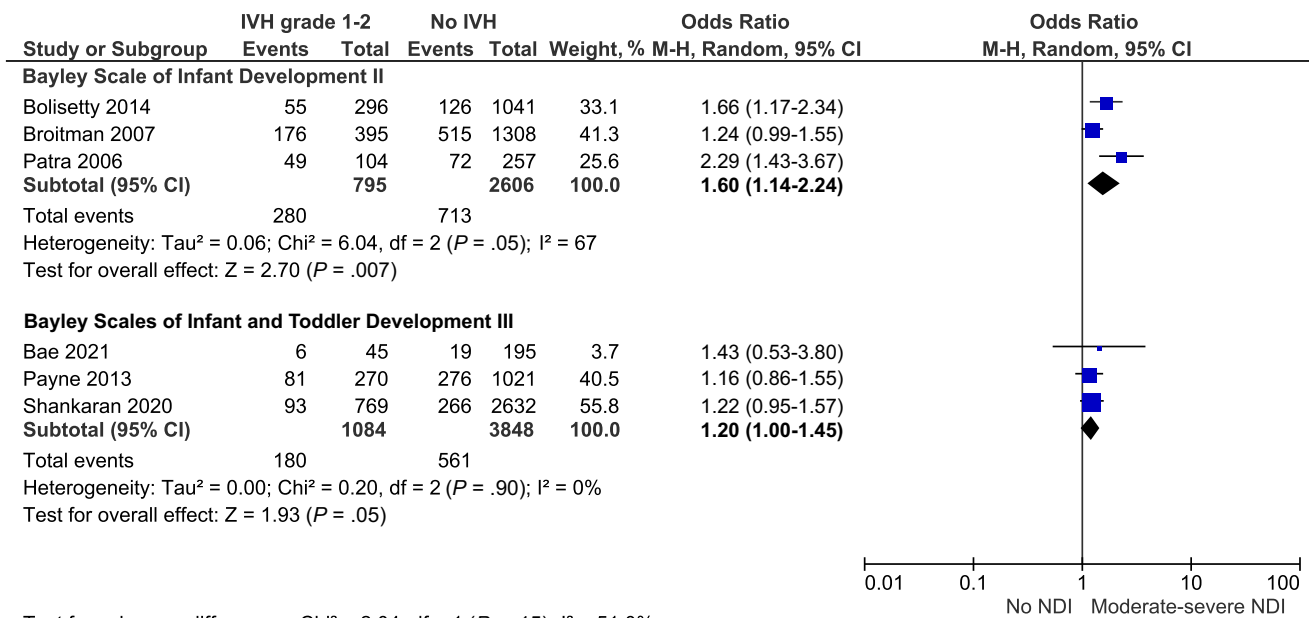 IVH grade 1-2 No IVH Odds Ratio Odds Ratio
Study or Subgroup Events Total Events Total Weight, % M-H, Random, 95% CI M-H, Random, 95% CI
Bayley Scale of Infant Development II
Bolisetty 2014 55 296 126 1041 33.1 1.66 (1.17-2.34)
Broitman 2007 176 395 515 1308 41.3 1.24 (0.99-1.55)
Patra 2006 49 104 72 257 25.6 2.29 (1.43-3.67)
Subtotal (95% CI) 795 2606 100.0 1.60 (1.14-2.24)
Total events 280 713
Heterogeneity: Tau² = 0.06; Chi² = 6.04, df = 2 (P = .05); I² = 67
Test for overall effect: Z = 2.70 (P = .007)
Bayley Scales of Infant and Toddler Development III
Bae 2021 6 45 19 195 3.7 1.43 (0.53-3.80)
Payne 2013 81 270 276 1021 40.5 1.16 (0.86-1.55)
Shankaran 2020 93 769 266 2632 55.8 1.22 (0.95-1.57)
Subtotal (95% CI) 1084 3848 100.0 1.20 (1.00-1.45)
Total events 180 561
Heterogeneity: Tau² = 0.00; Chi² = 0.20, df = 2 (P = .90); I² = 0%
Test for overall effect: Z = 1.93 (P = .05)
0.01 0.1 1 10 100
No NDI Moderate-severe NDI